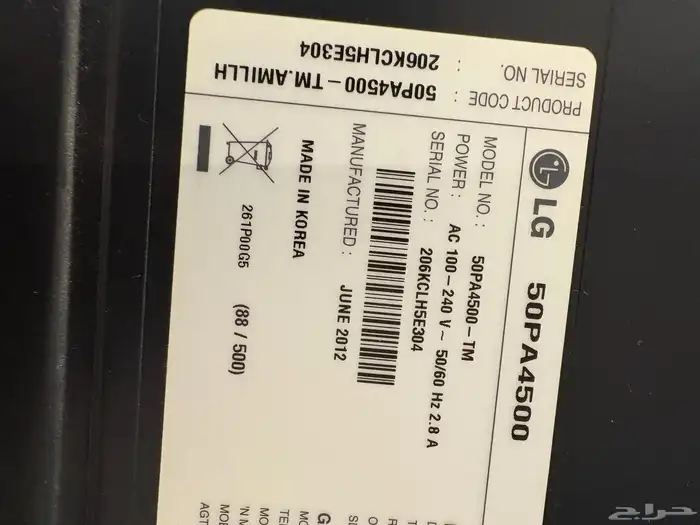 PRODUCT CODE : 50PA4500-TM.AMILLH
SERIAL NO. : 206KCLH5E304
LG 50PA4500
MODEL NO. : 50PA4500-TM
POWER : AC 100-240 V~ 50/60 Hz 2.8 A
SERIAL NO. : 206KCLH5E304
MANUFACTURED : JUNE 2012
MADE IN KOREA
261P00G5 (88 / 500)
حراج